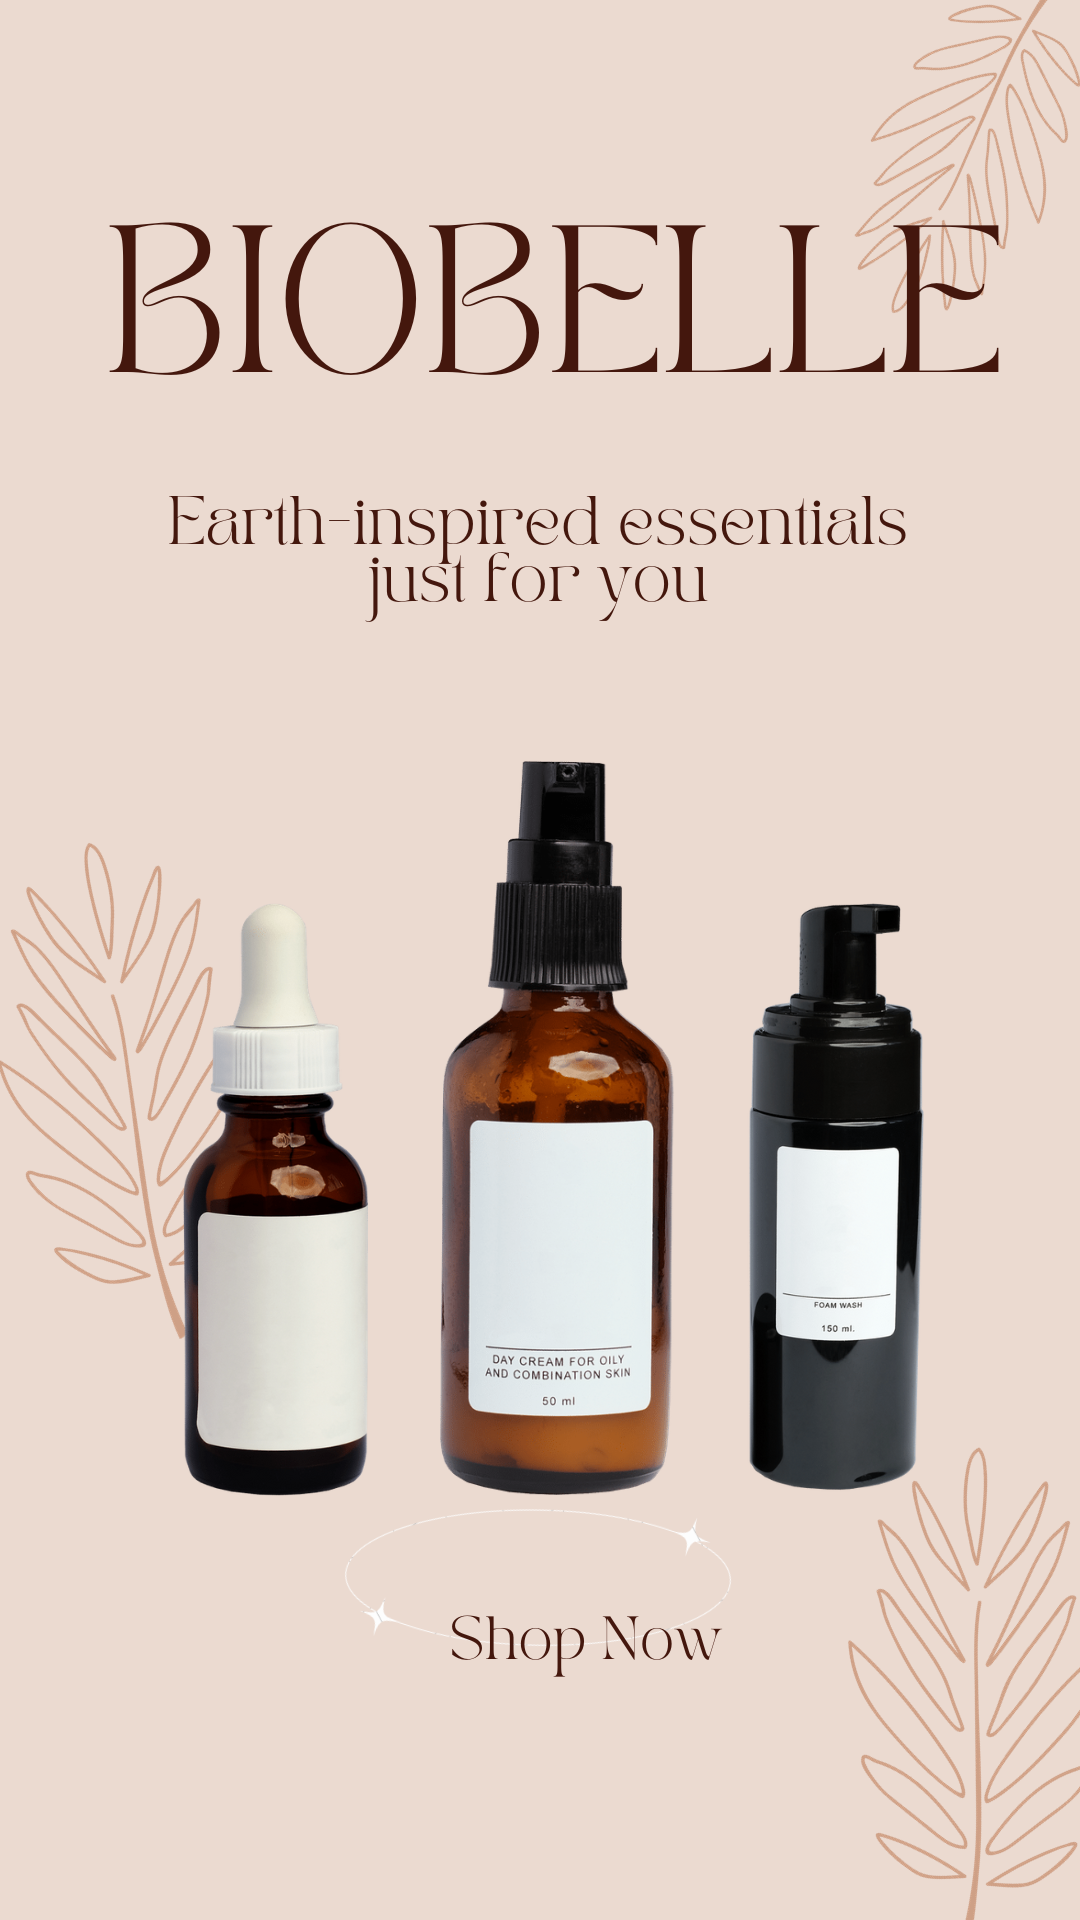 BIOBELLE
Earth-inspired essentials
just for you
DAY CREAM FOR OILY
AND COMBINATION SKIN
50 ml
FOAM WASH
150 ml.
Shop Now